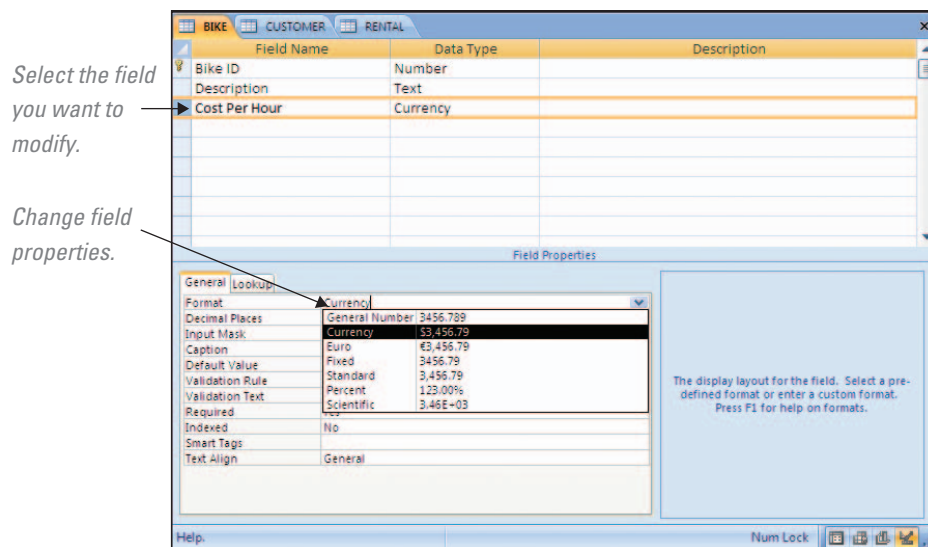 BIKE CUSTOMER RENTAL
Field Name Data Type Description
Bike ID Number
Description Text
Cost Per Hour Currency
Select the field
you want to
modify.
Change field
properties.
Field Properties
General Lookup
Format Currency
Decimal Places
Input Mask
Caption
Default Value
Validation Rule
Validation Text
Required
Indexed No
Smart Tags
Text Align General
General Number 3456.789
Currency $3,456.79
Euro €3,456.79
Fixed 3456.79
Standard 3,456.79
Percent 123.00%
Scientific 3.46E+03
The display layout for the field. Select a pre-
defined format or enter a custom format.
Press F1 for help on formats.
Help. Num Lock